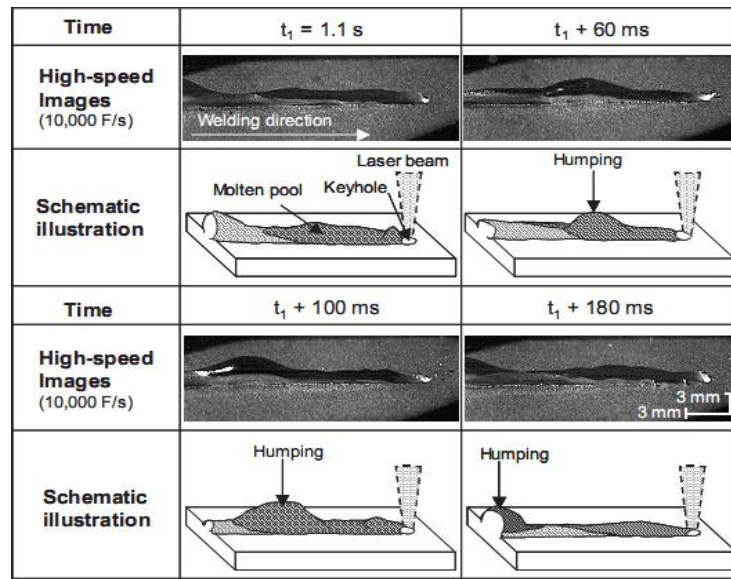 Time
t₁ = 1.1 s
t₁ + 60 ms
High-speed
Images
(10,000 F/s)
Welding direction
Schematic
illustration
Laser beam
Molten pool
Keyhole
Humping
Time
t₁ + 100 ms
t₁ + 180 ms
High-speed
Images
(10,000 F/s)
3 mm
3 mm
Schematic
illustration
Humping
Humping